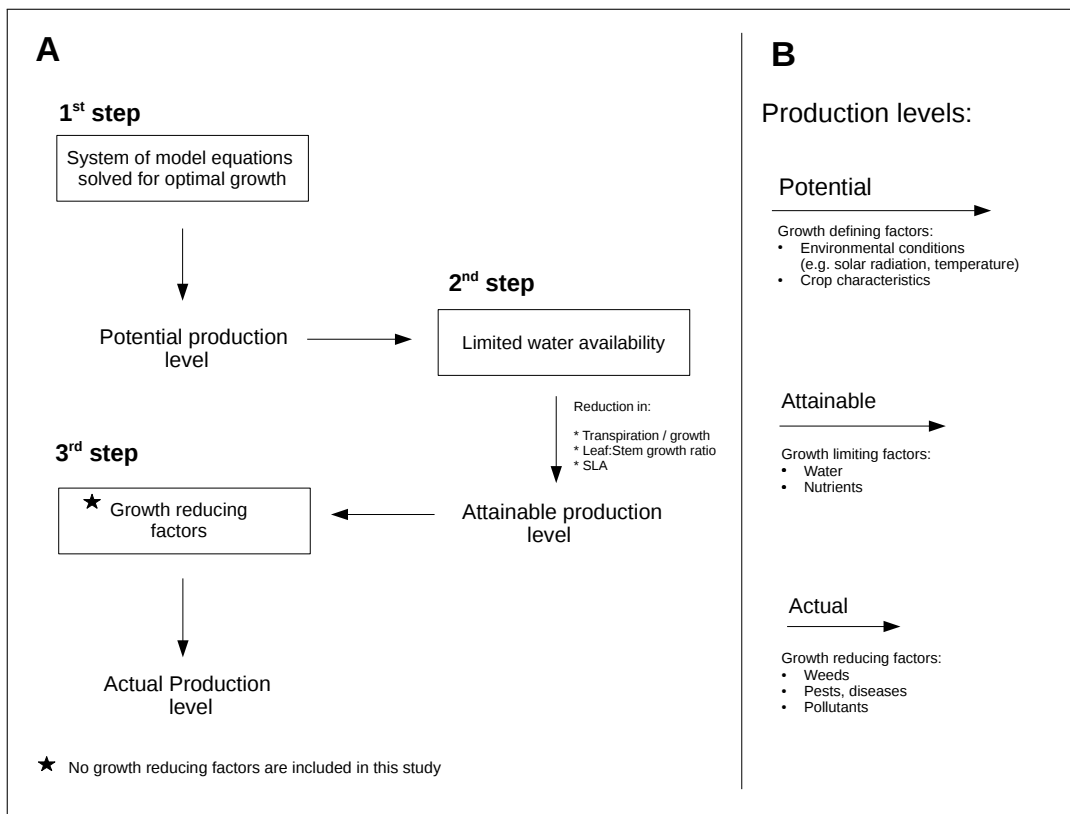 A
1st step
System of model equations
solved for optimal growth
Potential production
level
2nd step
Limited water availability
Reduction in:
* Transpiration / growth
* Leaf:Stem growth ratio
* SLA
Attainable production
level
3rd step
★ Growth reducing
factors
Actual Production
level
★ No growth reducing factors are included in this study
B
Production levels:
Potential
Growth defining factors:
• Environmental conditions
(e.g. solar radiation, temperature)
• Crop characteristics
Attainable
Growth limiting factors:
• Water
• Nutrients
Actual
Growth reducing factors:
• Weeds
• Pests, diseases
• Pollutants